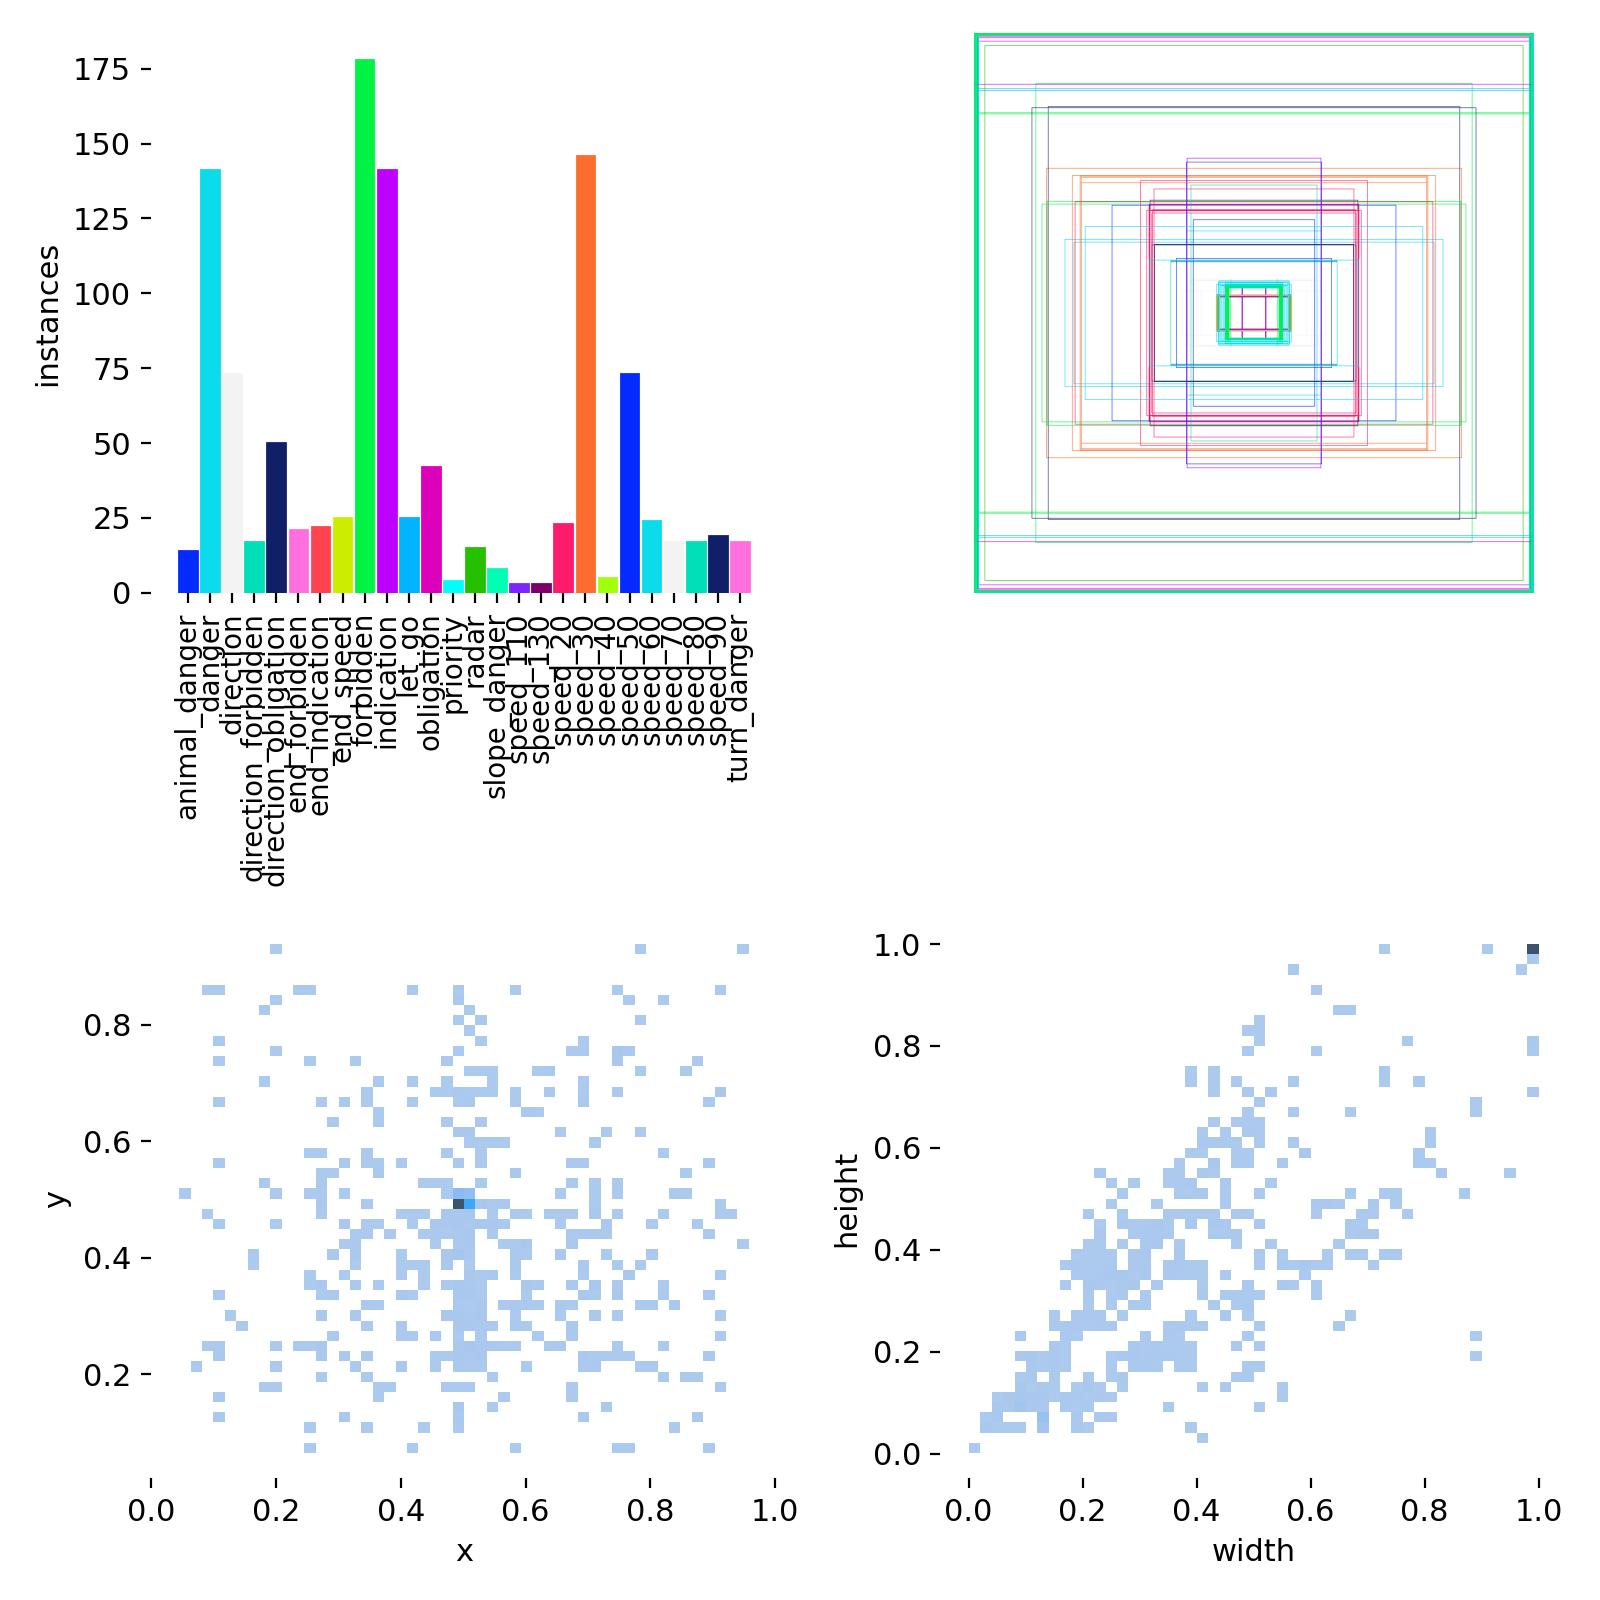 175
150
125
100
75
50
25
0
instances
animal_danger
danger
direction
direction_forbidden
direction_obligation
end_forbidden
end_indication
end_speed
forbidden
indication
let_go
obligation
priority
radar
slope_danger
speed_110
speed_130
speed_20
speed_30
speed_40
speed_50
speed_60
speed_70
speed_80
speed_90
turn_danger
0.8
0.6
0.4
0.2
y
0.0 0.2 0.4 0.6 0.8 1.0
x
1.0
0.8
0.6
0.4
0.2
0.0
height
0.0 0.2 0.4 0.6 0.8 1.0
width